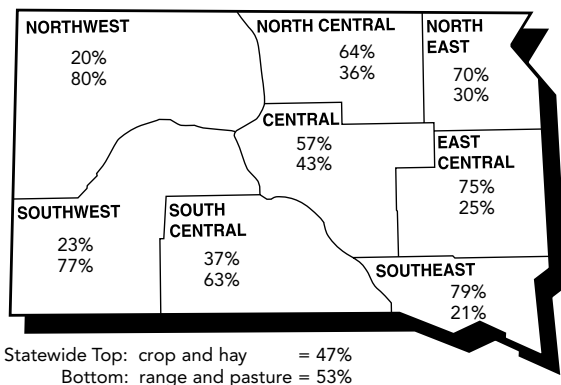 NORTHWEST
20%
80%
NORTH CENTRAL
64%
36%
NORTH
EAST
70%
30%
CENTRAL
57%
43%
EAST
CENTRAL
75%
25%
SOUTHWEST
23%
77%
SOUTH
CENTRAL
37%
63%
SOUTHEAST
79%
21%
Statewide Top: crop and hay = 47%
Bottom: range and pasture = 53%